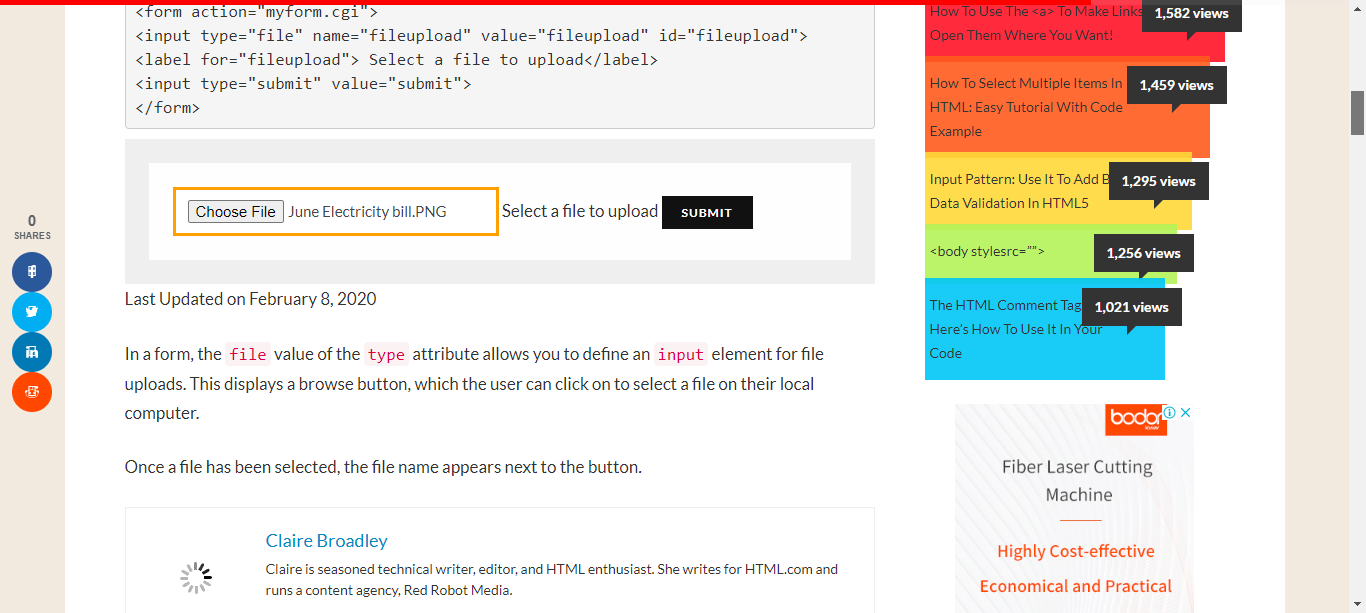 <form action="myform.cgi">
<input type="file" name="fileupload" value="fileupload" id="fileupload">
<label for="fileupload"> Select a file to upload</label>
<input type="submit" value="submit">
</form>
Choose File June Electricity bill.PNG Select a file to upload SUBMIT
Last Updated on February 8, 2020
In a form, the file value of the type attribute allows you to define an input element for file
uploads. This displays a browse button, which the user can click on to select a file on their local
computer.
Once a file has been selected, the file name appears next to the button.
Claire Broadley
Claire is seasoned technical writer, editor, and HTML enthusiast. She writes for HTML.com and
runs a content agency, Red Robot Media.
0
SHARES
How To Use The <a> To Make Links
Open Them Where You Want!
1,582 views
How To Select Multiple Items In
HTML: Easy Tutorial With Code
Example
1,459 views
Input Pattern: Use It To Add B
Data Validation In HTML5
1,295 views
<body stylesrc="">
1,256 views
The HTML Comment Tag
Here's How To Use It In Your
Code
1,021 views
bodor
Fiber Laser Cutting
Machine
Highly Cost-effective
Economical and Practical